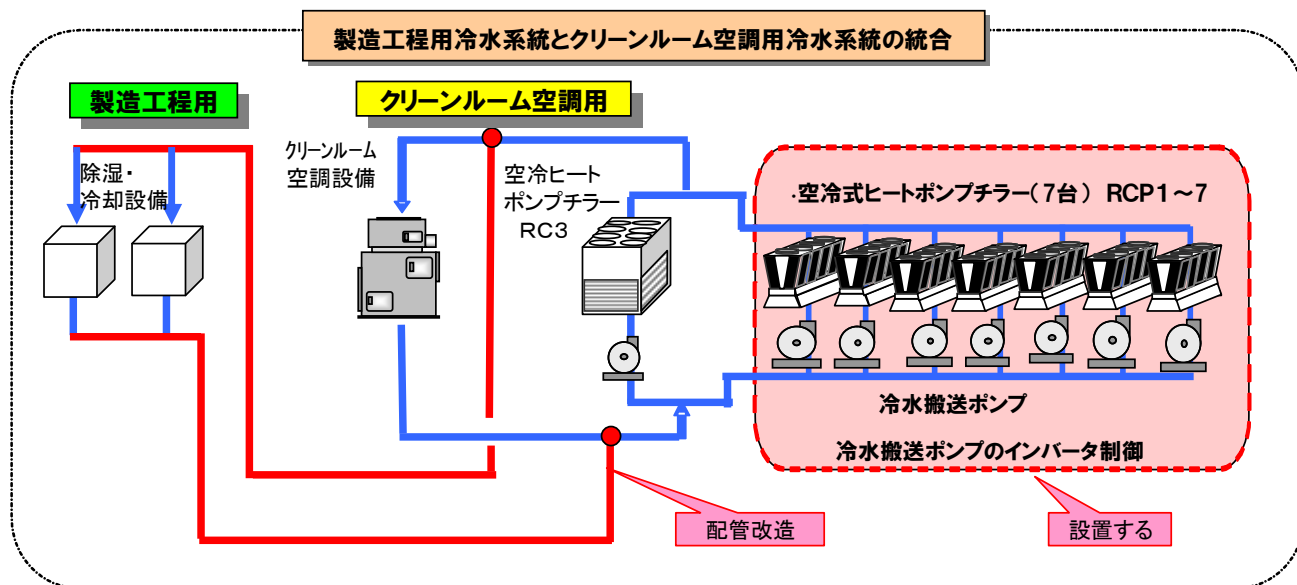 製造工程用冷水系統とクリーンルーム空調用冷水系統の統合
製造工程用
クリーンルーム空調用
除湿・
冷却設備
クリーンルーム
空調設備
空冷ヒート
ポンプチラー
RC3
・空冷式ヒートポンプチラー(7台) RCP1～7
冷水搬送ポンプ
冷水搬送ポンプのインバータ制御
配管改造
設置する